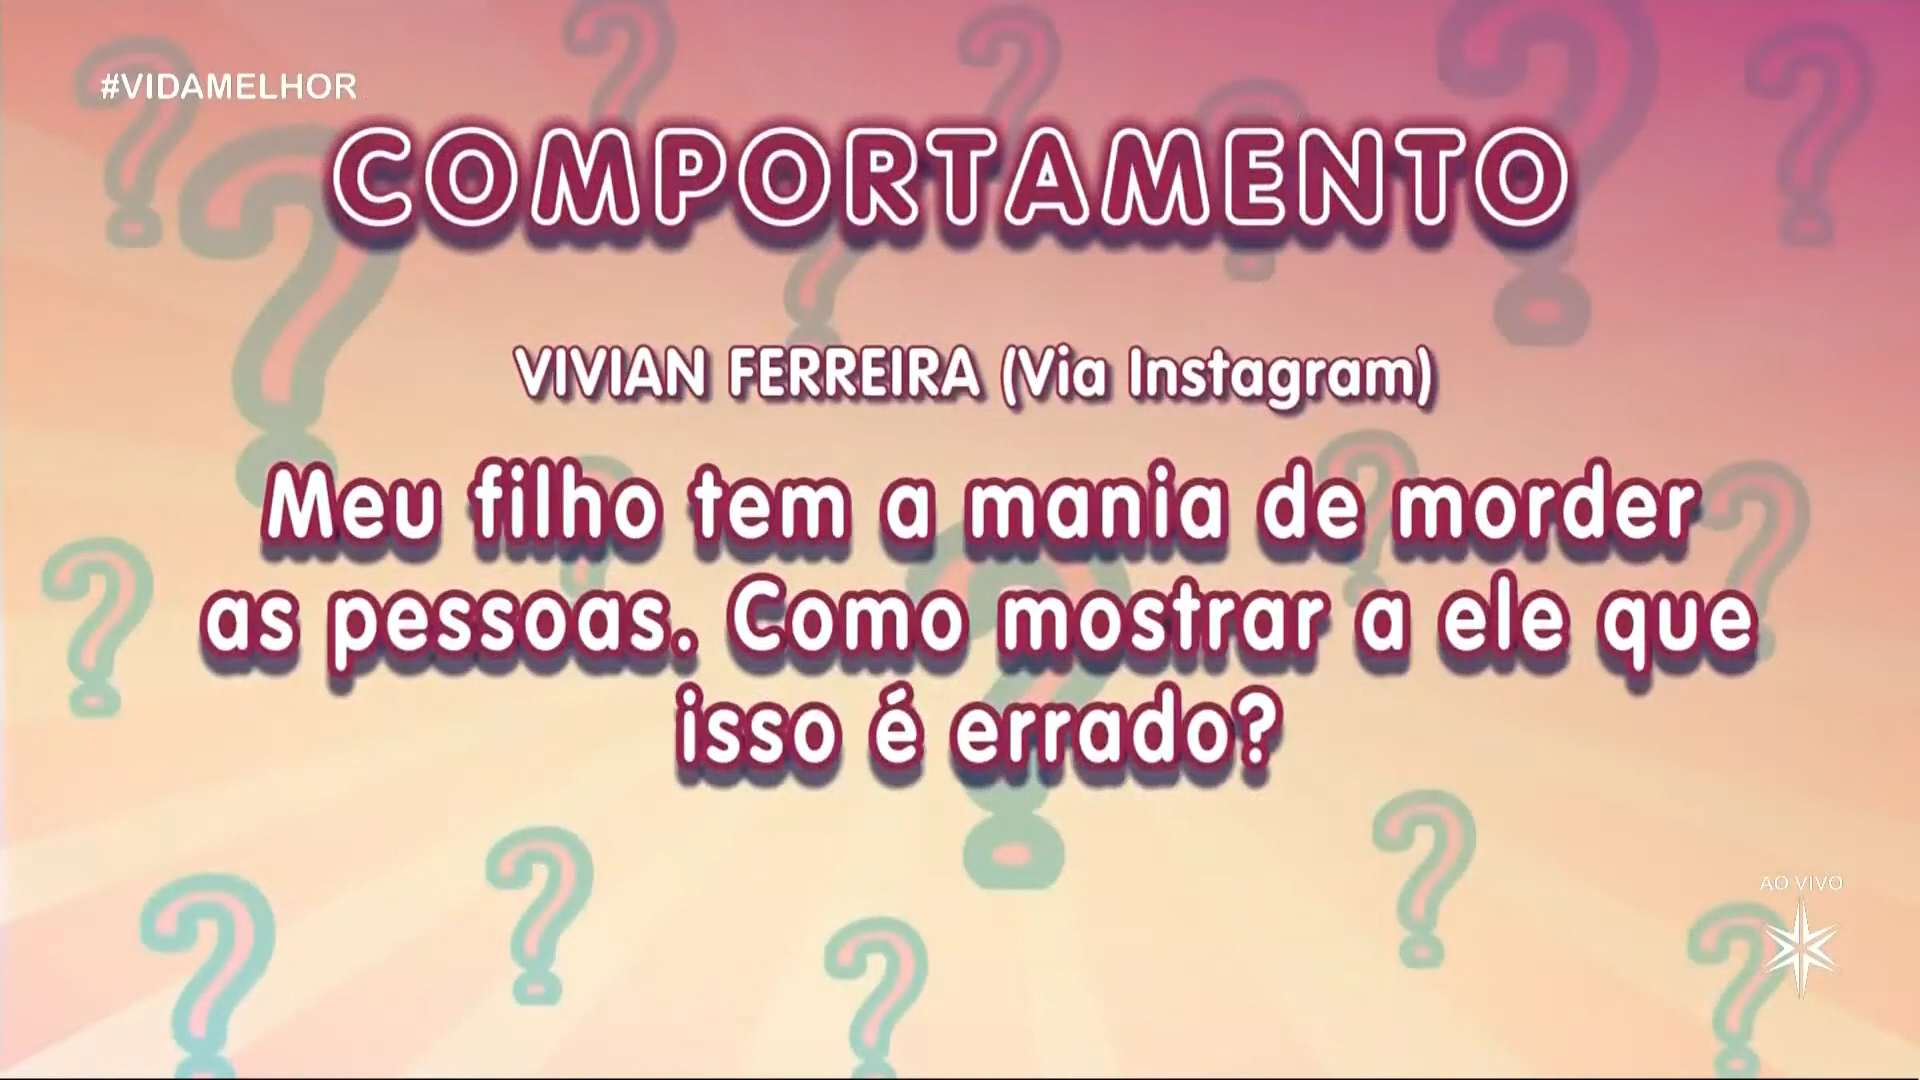 #VIDAMELHOR
COMPORTAMENTO
VIVIAN FERREIRA (Via Instagram)
Meu filho tem a mania de morder
as pessoas. Como mostrar a ele que
isso é errado?
AO VIVO